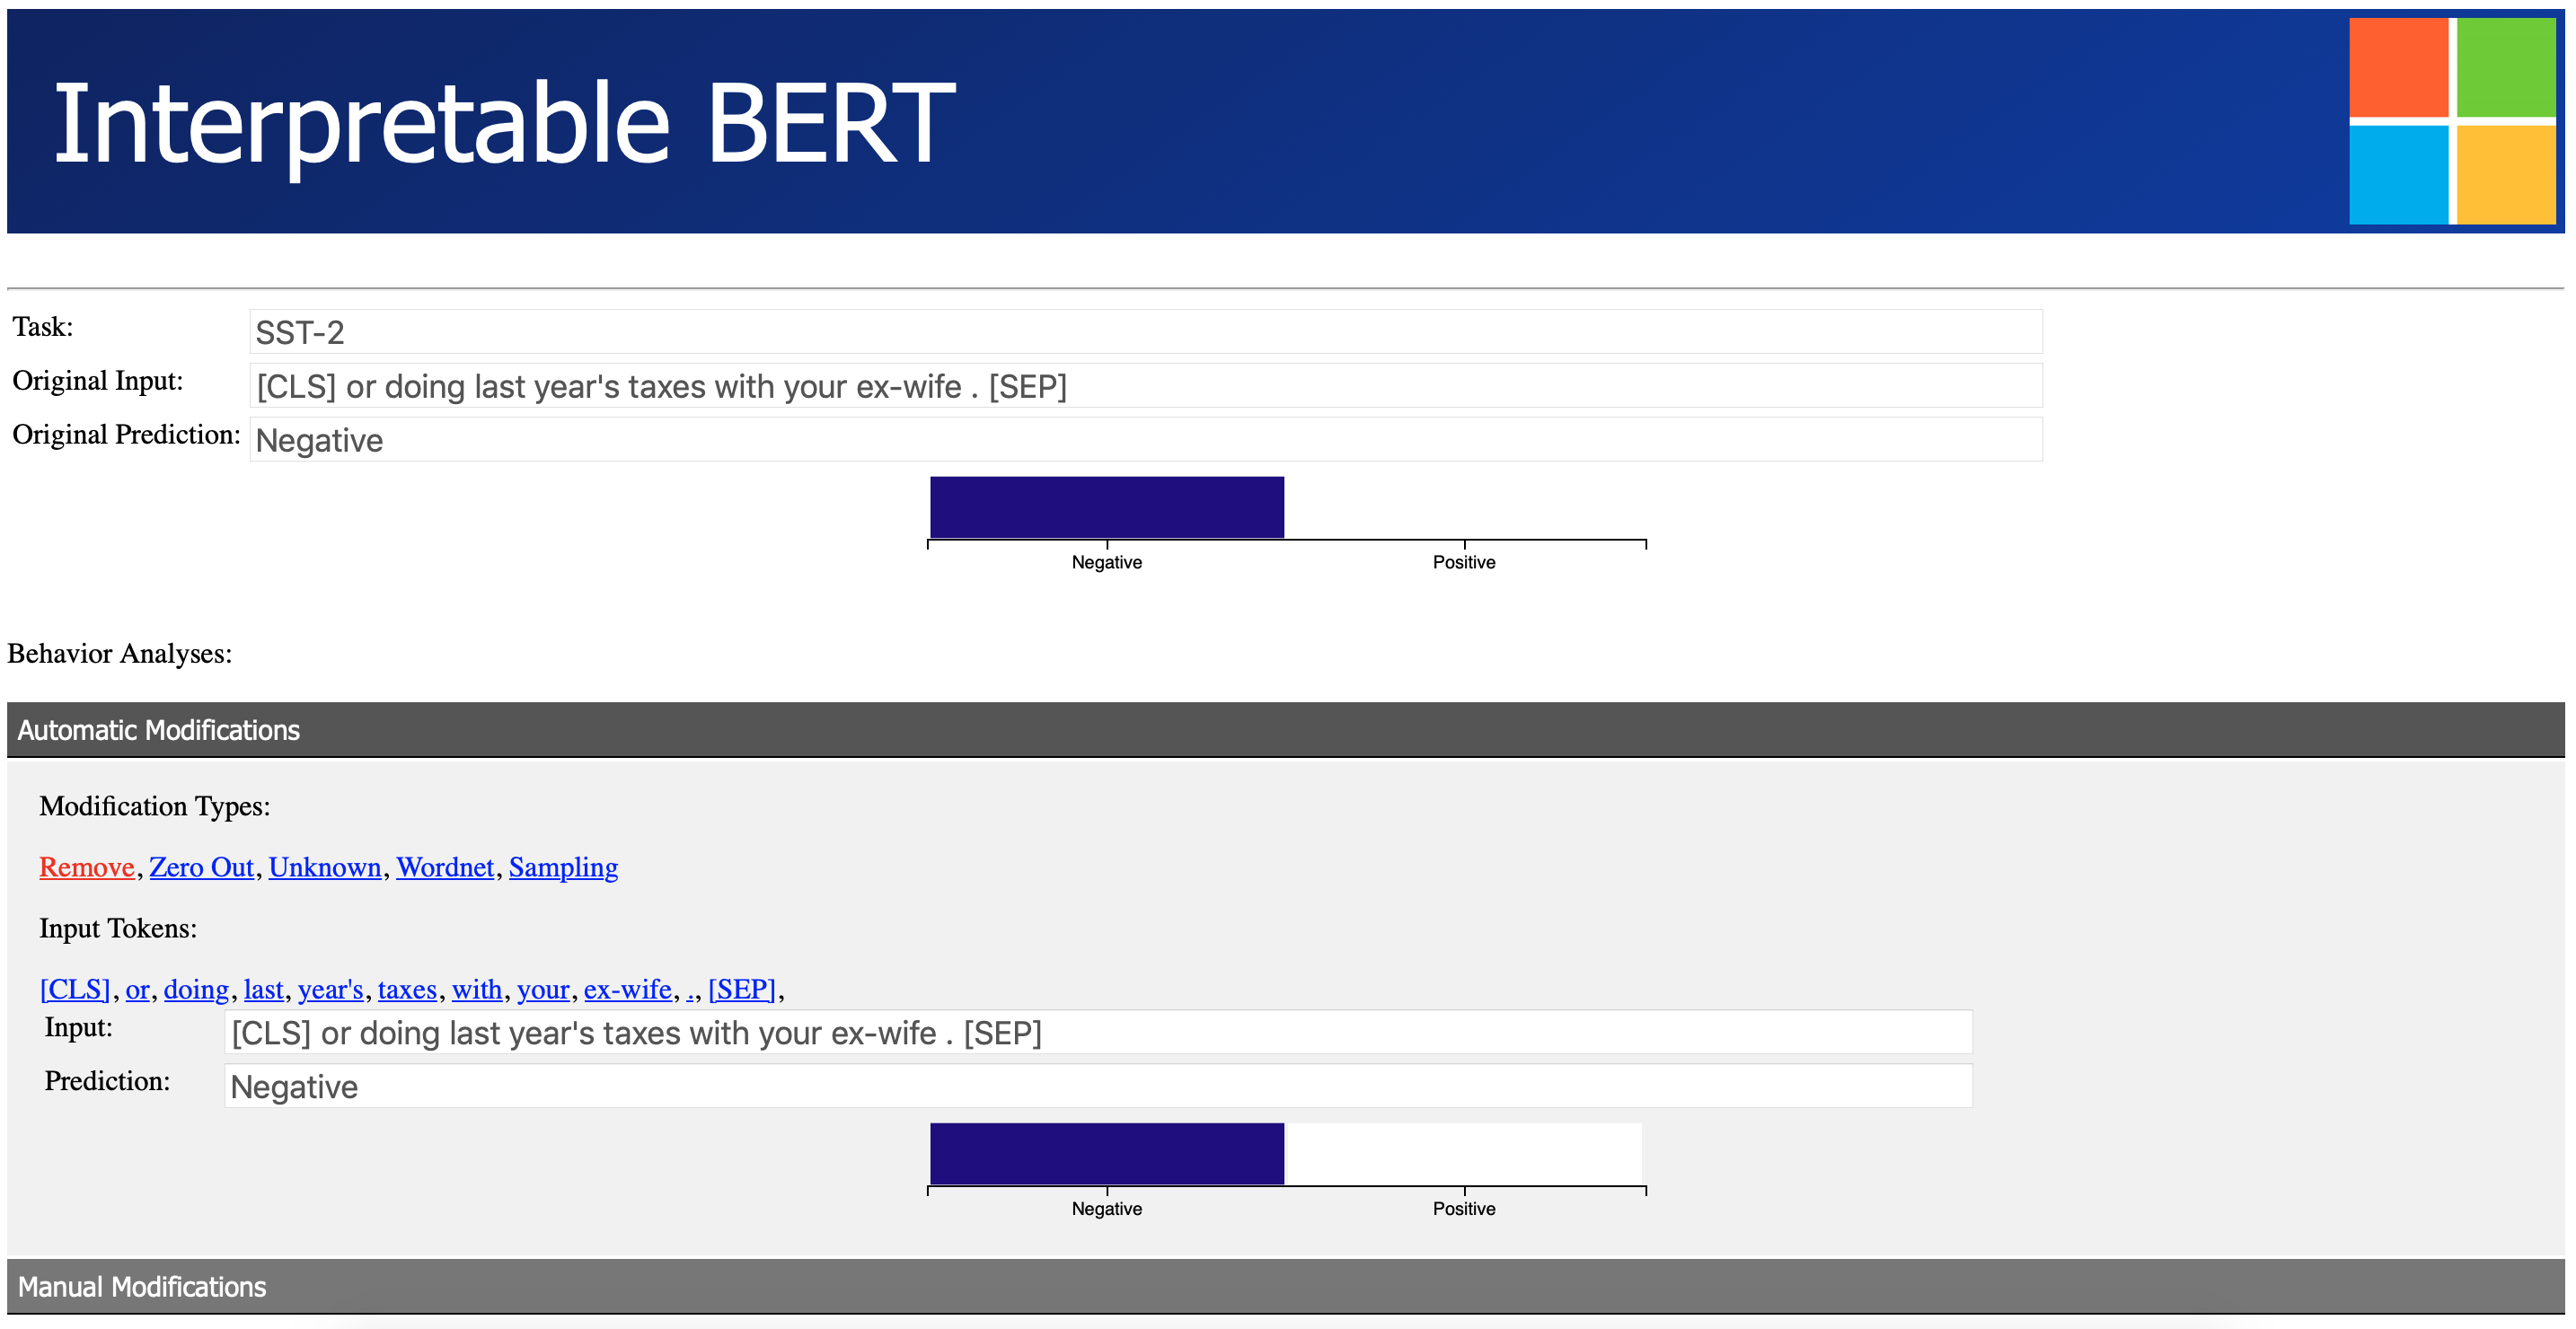 Interpretable BERT
Task: SST-2
Original Input: [CLS] or doing last year's taxes with your ex-wife . [SEP]
Original Prediction: Negative
Negative Positive
Behavior Analyses:
Automatic Modifications
Modification Types:
Remove, Zero Out, Unknown, Wordnet, Sampling
Input Tokens:
[CLS], or, doing, last, year's, taxes, with, your, ex-wife, ., [SEP],
Input: [CLS] or doing last year's taxes with your ex-wife . [SEP]
Prediction: Negative
Negative Positive
Manual Modifications